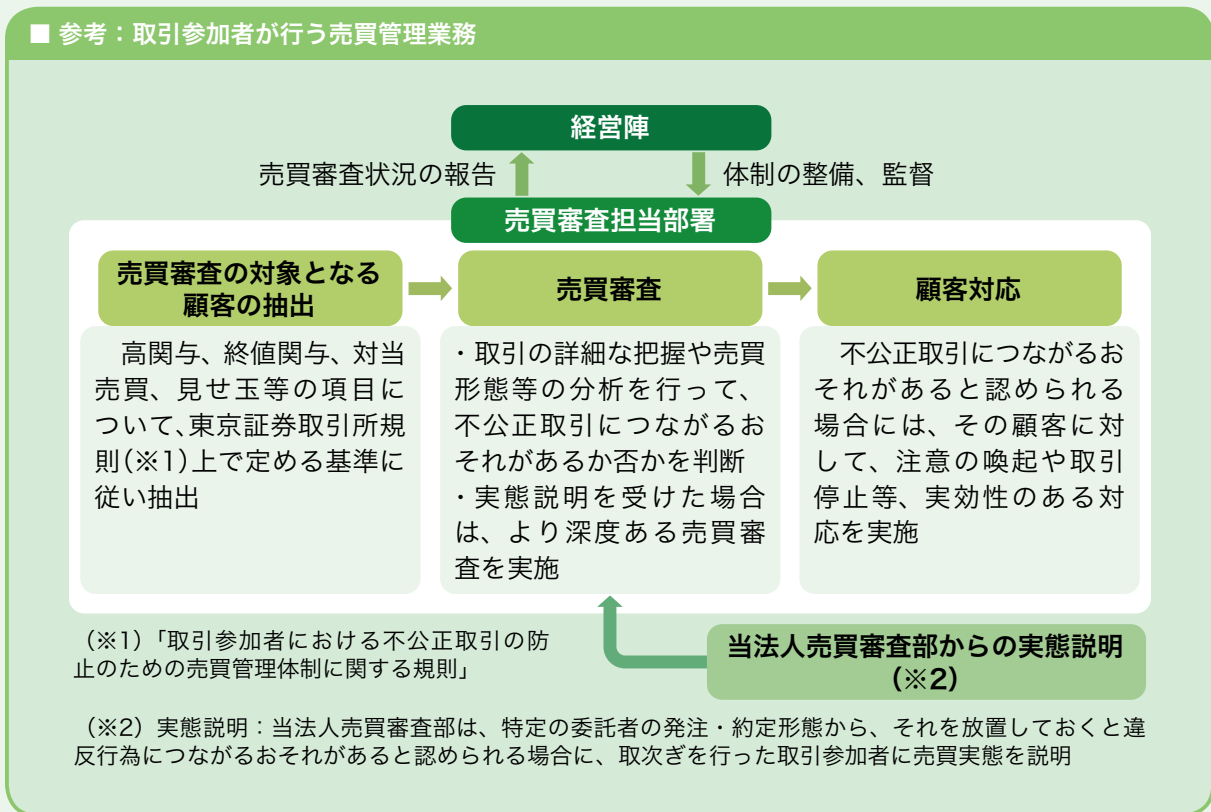 ■ 参考：取引参加者が行う売買管理業務
経営陣
売買審査状況の報告
体制の整備、監督
売買審査担当部署
売買審査の対象となる
顧客の抽出
高関与、終値関与、対当
売買、見せ玉等の項目に
ついて、東京証券取引所規
則(※1)上で定める基準に
従い抽出
売買審査
・取引の詳細な把握や売買
形態等の分析を行って、
不公正取引につながるお
それがあるか否かを判断
・実態説明を受けた場合
は、より深度ある売買審
査を実施
顧客対応
不公正取引につながるお
それがあると認められる
場合には、その顧客に対
して、注意の喚起や取引
停止等、実効性のある対
応を実施
（※1）「取引参加者における不公正取引の防
止のための売買管理体制に関する規則」
当法人売買審査部からの実態説明
（※2）
（※2）実態説明：当法人売買審査部は、特定の委託者の発注・約定形態から、それを放置しておくと違
反行為につながるおそれがあると認められる場合に、取次ぎを行った取引参加者に売買実態を説明